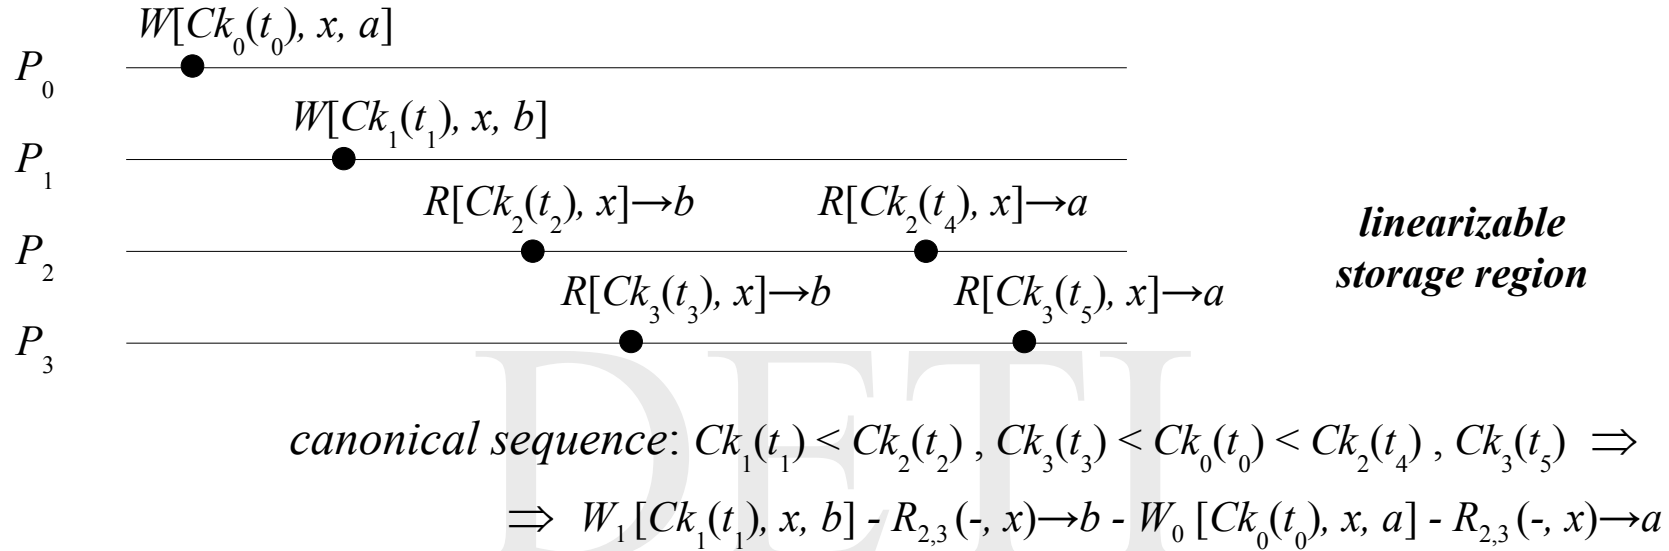 W[Ck₀(t₀), x, a]
P₀
W[Ck₁(t₁), x, b]
P₁
R[Ck₂(t₂), x]→b R[Ck₂(t₄), x]→a
P₂
linearizable
storage region
R[Ck₃(t₃), x]→b R[Ck₃(t₅), x]→a
P₃
DETI
canonical sequence: Ck₁(t₁) < Ck₂(t₂) , Ck₃(t₃) < Ck₀(t₀) < Ck₂(t₄) , Ck₃(t₅) ⇒
⇒ W₁ [Ck₁(t₁), x, b] - R₂,₃ (-, x)→b - W₀ [Ck₀(t₀), x, a] - R₂,₃ (-, x)→a